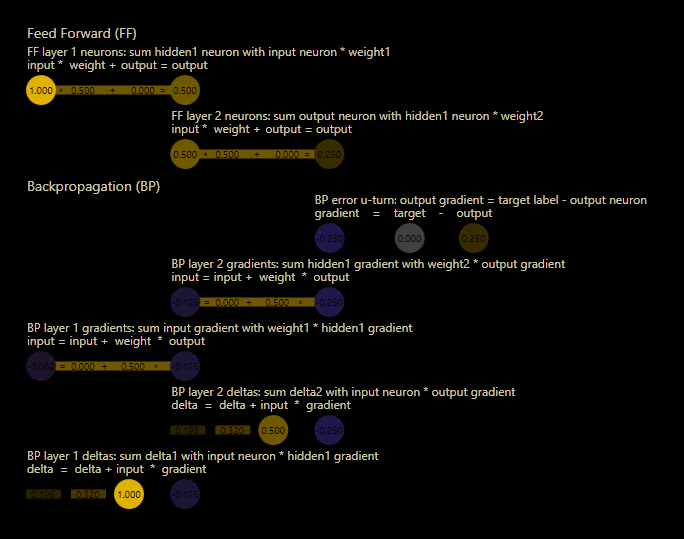 Feed Forward (FF)
FF layer 1 neurons: sum hidden1 neuron with input neuron * weight1
input * weight + output = output
1.000 * 0.500 + 0.000 = 0.500
FF layer 2 neurons: sum output neuron with hidden1 neuron * weight2
input * weight + output = output
0.500 * 0.500 + 0.000 = 0.250
Backpropagation (BP)
BP error u-turn: output gradient = target label - output neuron
gradient = target - output
-0.250 0.000 0.250
BP layer 2 gradients: sum hidden1 gradient with weight2 * output gradient
input = input + weight * output
-0.125 = 0.000 + 0.500 * -0.250
BP layer 1 gradients: sum input gradient with weight1 * hidden1 gradient
input = input + weight * output
= 0.000 + 0.500 * -0.125
BP layer 2 deltas: sum delta2 with input neuron * output gradient
delta = delta + input * gradient
0.195 0.320 0.500 -0.250
BP layer 1 deltas: sum delta1 with input neuron * hidden1 gradient
delta = delta + input * gradient
0.195 0.320 1.000 -0.125